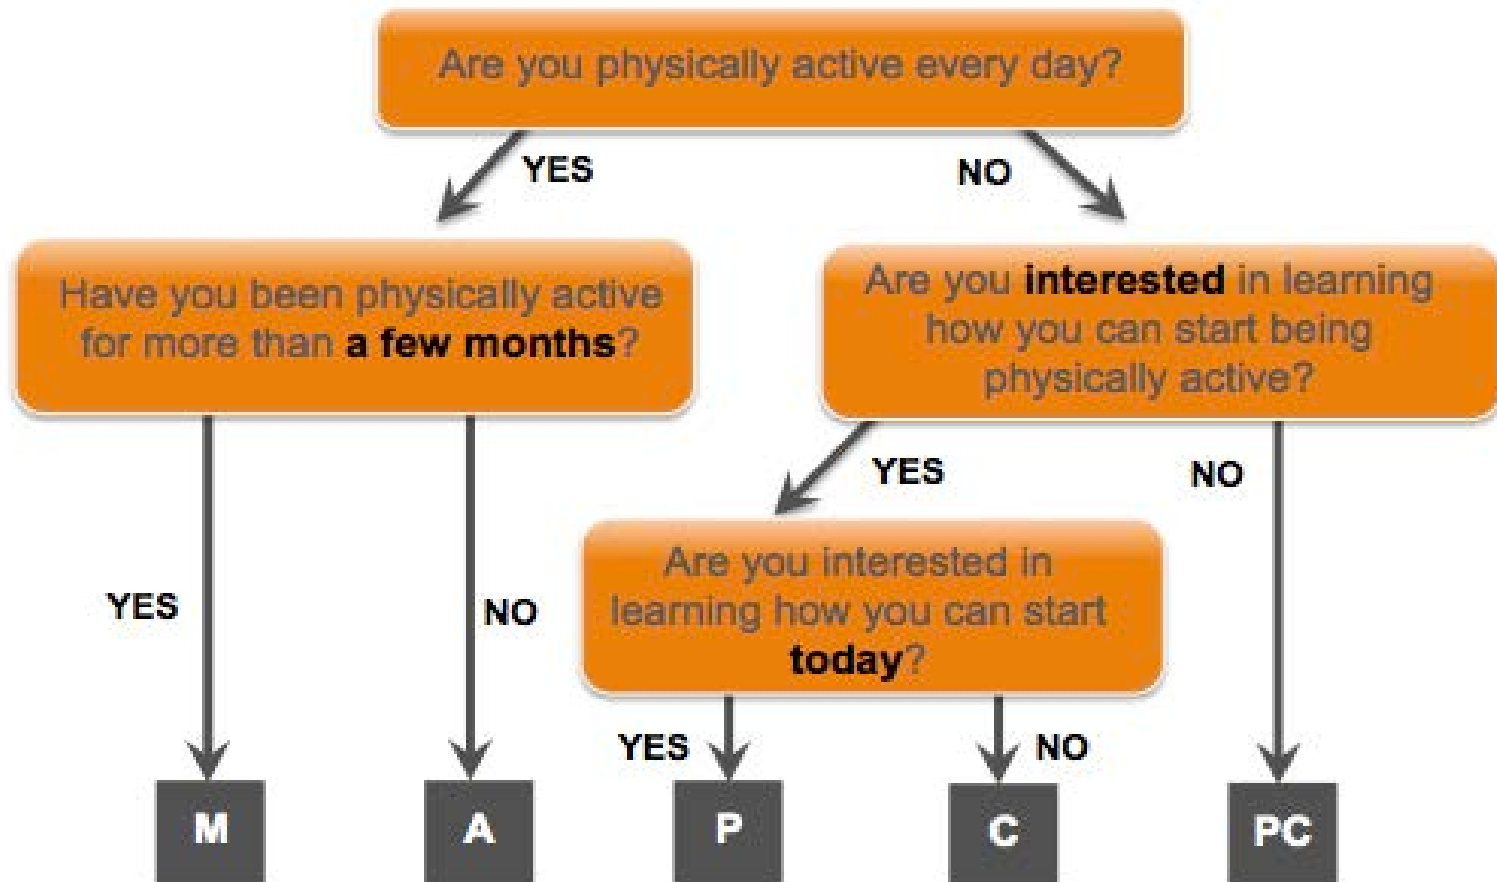 Are you physically active every day?
YES
NO
Have you been physically active
for more than a few months?
Are you interested in learning
how you can start being
physically active?
YES
NO
Are you interested in
learning how you can start
today?
YES
NO
YES
NO
M
A
P
C
PC